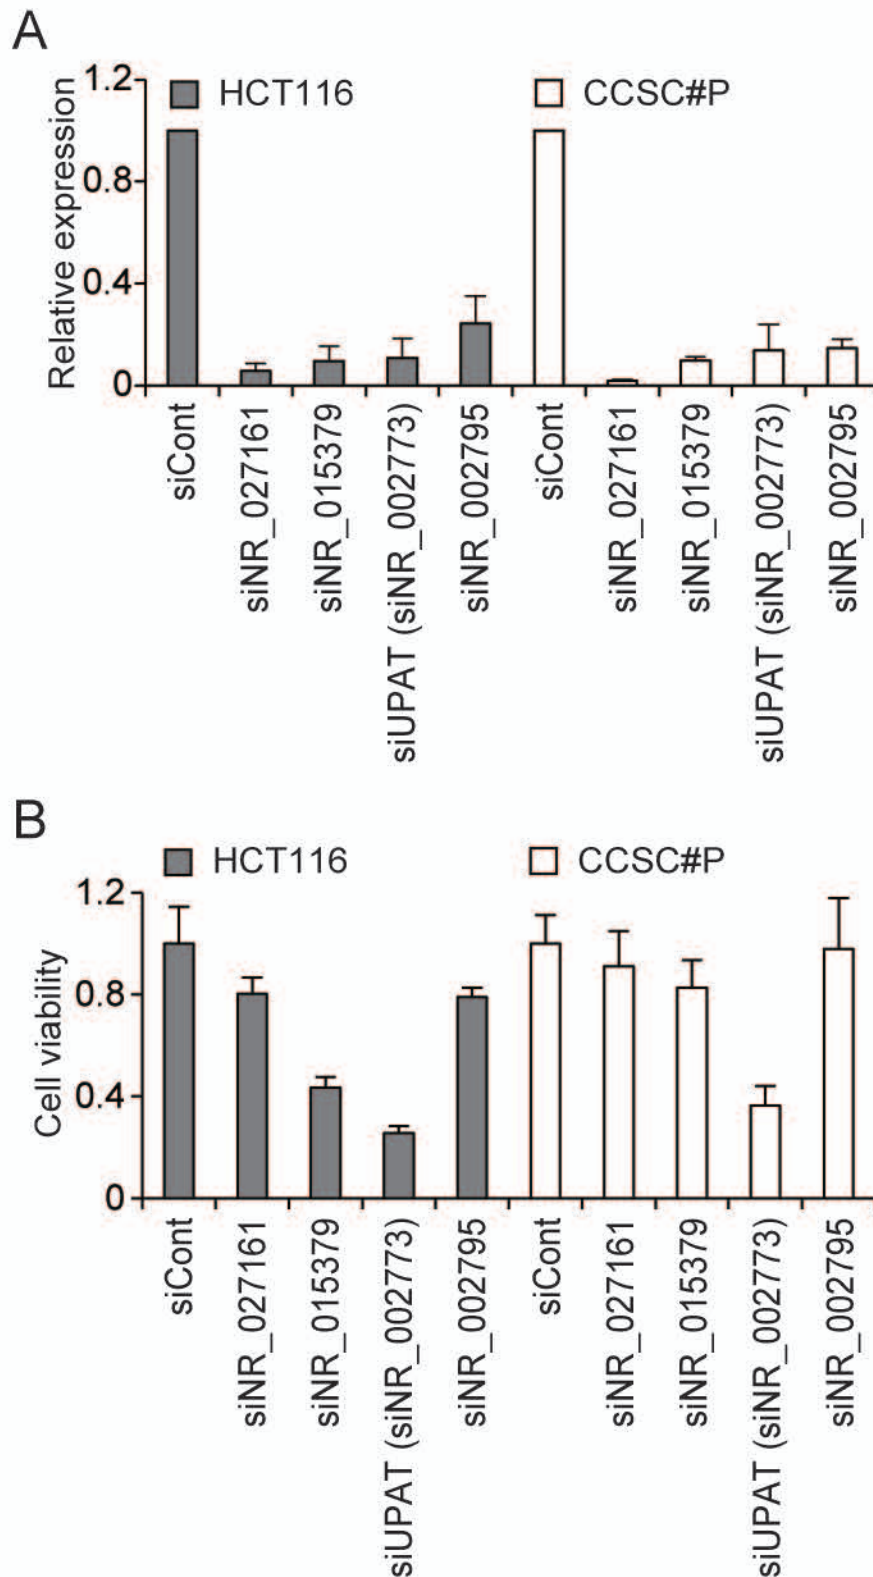 A
HCT116
CCSC#P
Relative expression
1.2
0.8
0.4
0
siCont
siNR_027161
siNR_015379
siUPAT (siNR_002773)
siNR_002795
siCont
siNR_027161
siNR_015379
siUPAT (siNR_002773)
siNR_002795
B
HCT116
CCSC#P
Cell viability
1.2
0.8
0.4
0
siCont
siNR_027161
siNR_015379
siUPAT (siNR_002773)
siNR_002795
siCont
siNR_027161
siNR_015379
siUPAT (siNR_002773)
siNR_002795